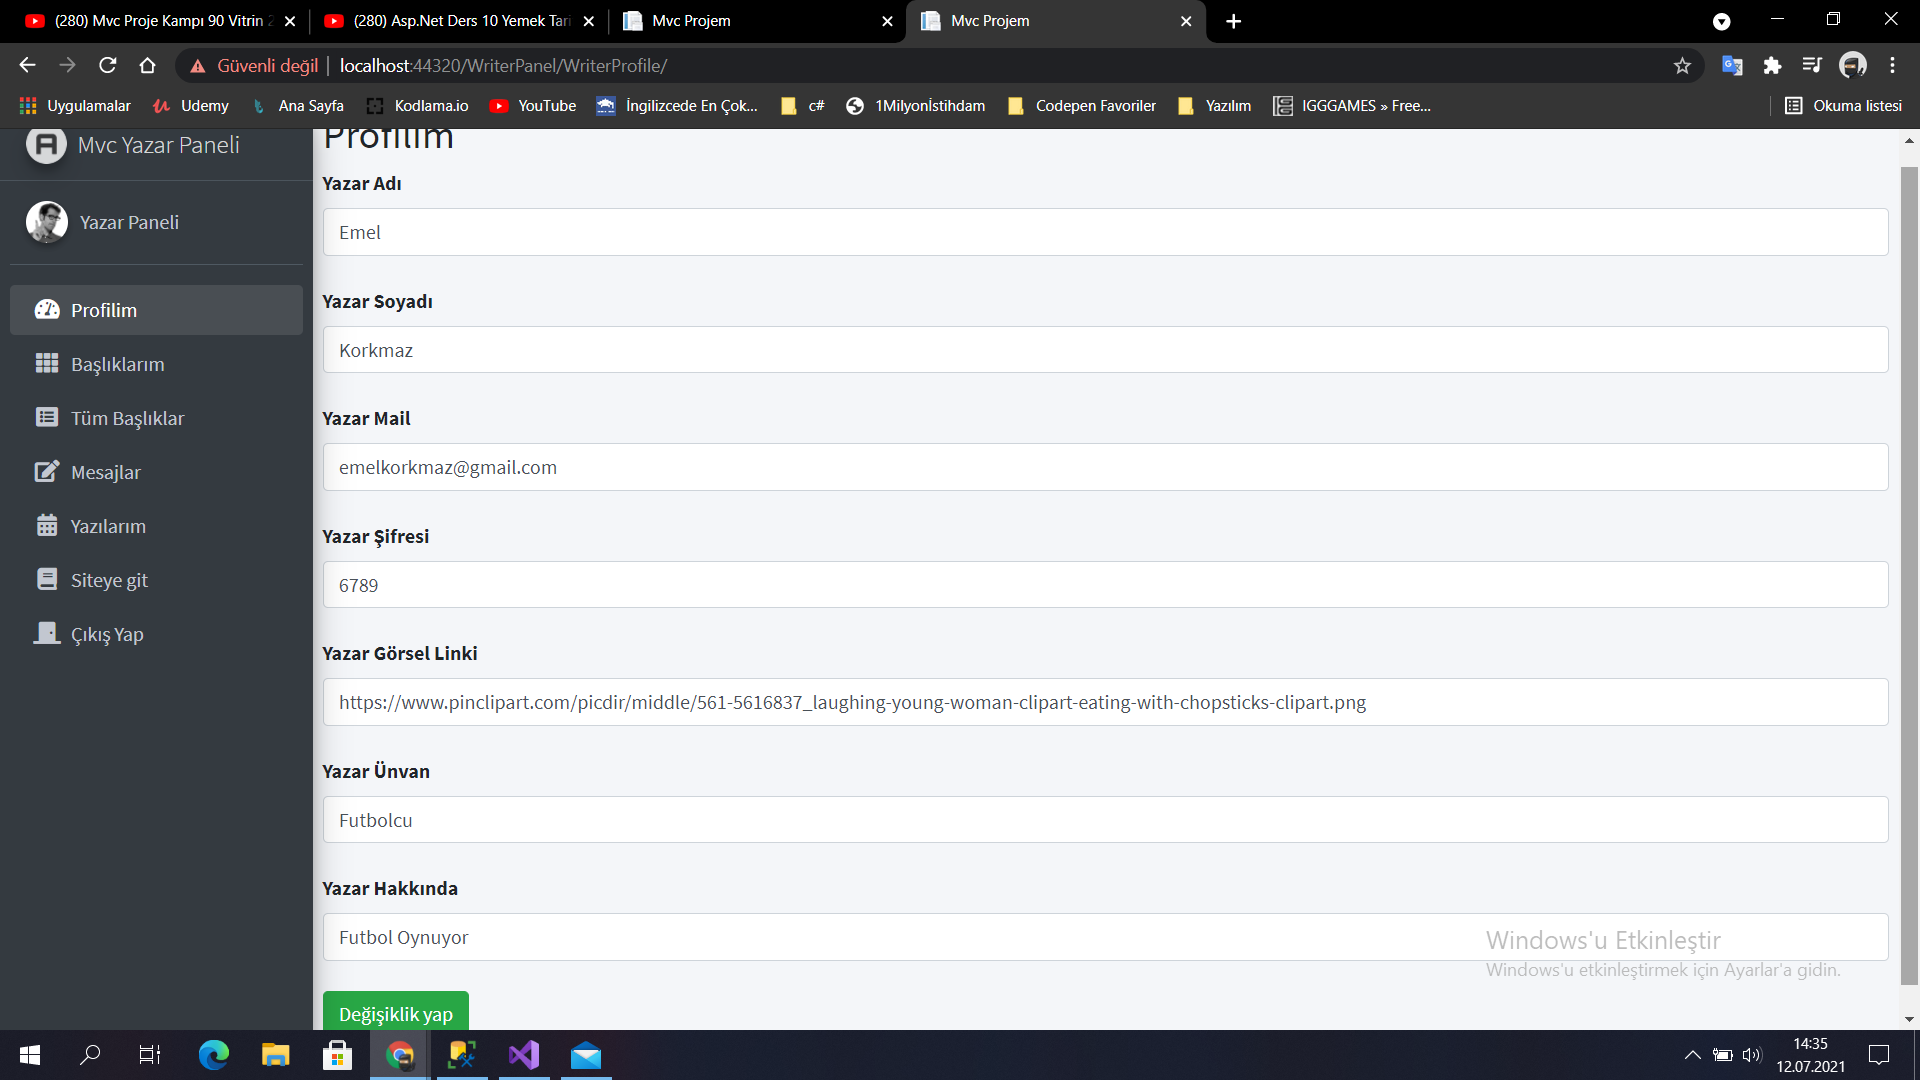 (280) Mvc Proje Kampı 90 Vitrin
(280) Asp.Net Ders 10 Yemek Tari
Mvc Projem
Mvc Projem
Güvenli değil
localhost:44320/WriterPanel/WriterProfile/
Uygulamalar
Udemy
Ana Sayfa
Kodlama.io
YouTube
İngilizcede En Çok...
c#
1Milyonİstihdam
Codepen Favoriler
Yazılım
IGGGAMES » Free...
Okuma listesi
Mvc Yazar Paneli
Yazar Paneli
Profilim
Başlıklarım
Tüm Başlıklar
Mesajlar
Yazılarım
Siteye git
Çıkış Yap
Profilim
Yazar Adı
Emel
Yazar Soyadı
Korkmaz
Yazar Mail
emelkorkmaz@gmail.com
Yazar Şifresi
6789
Yazar Görsel Linki
https://www.pinclipart.com/picdir/middle/561-5616837_laughing-young-woman-clipart-eating-with-chopsticks-clipart.png
Yazar Ünvan
Futbolcu
Yazar Hakkında
Futbol Oynuyor
Değişiklik yap
Windows'u Etkinleştir
Windows'u etkinleştirmek için Ayarlar'a gidin.
14:35
12.07.2021